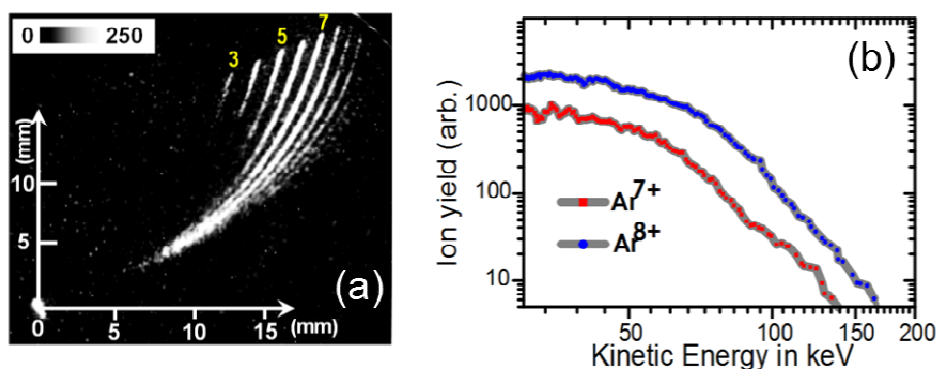 0 250
3 5 7
(mm)
10
5
0 5 10 15 (mm)
(a)
(b)
Ion yield (arb.)
1000
100
10
Ar7+
Ar8+
50 100 150 200
Kinetic Energy in keV